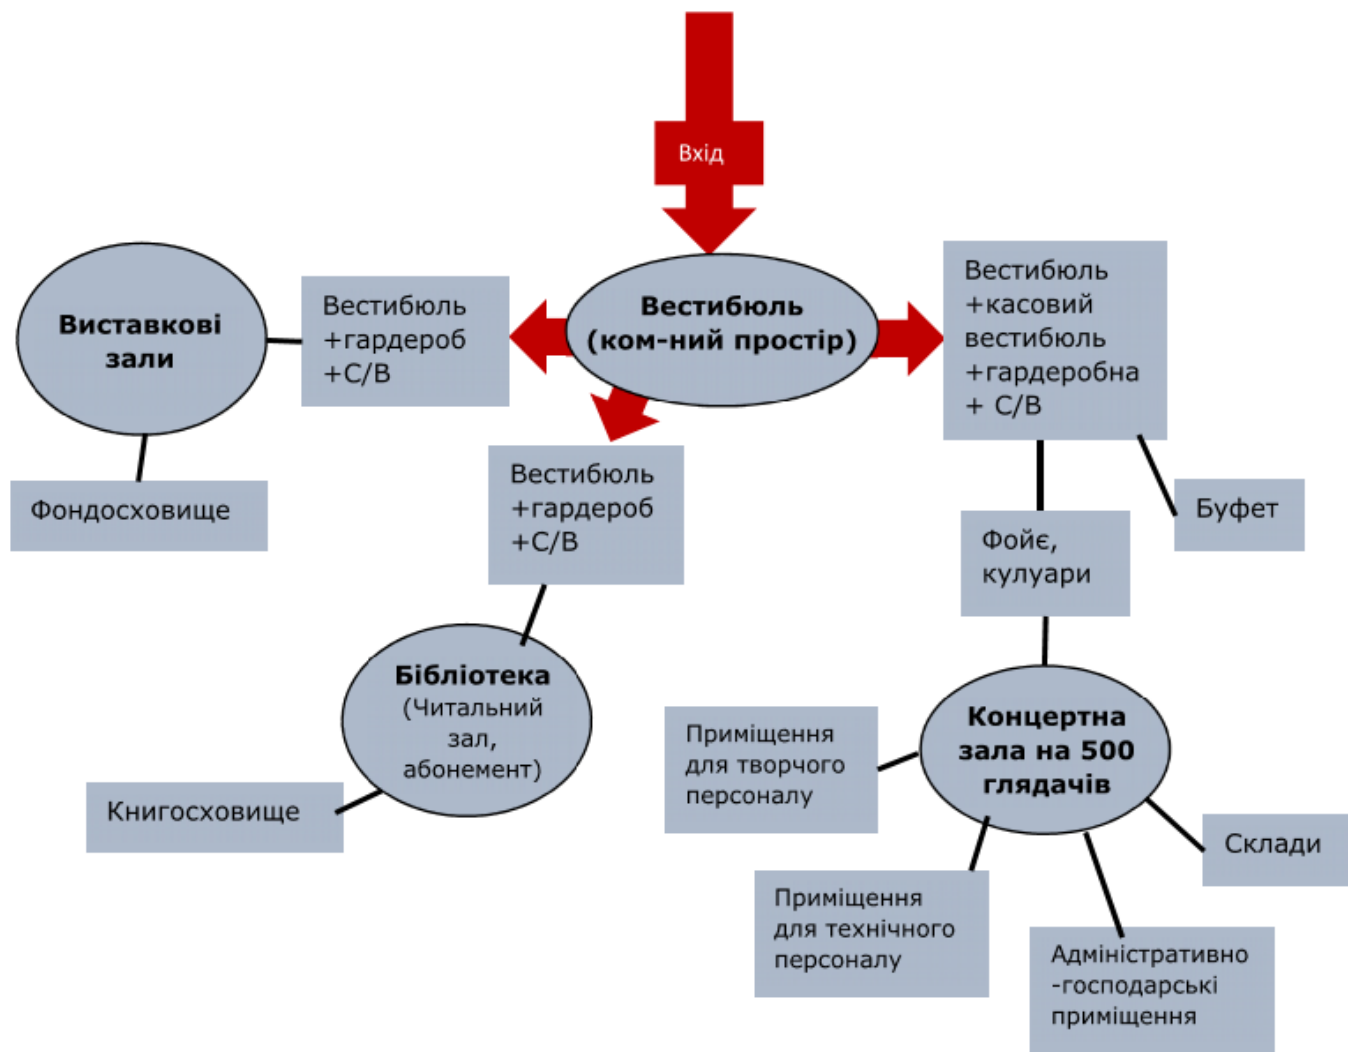 Вхід
Вестибюль
(ком-ний простір)
Виставкові
зали
Вестибюль
+гардероб
+С/В
Вестибюль
+касовий
вестибюль
+гардеробна
+ С/В
Фондосховище
Вестибюль
+гардероб
+С/В
Буфет
Фойє,
кулуари
Бібліотека
(Читальний
зал,
абонемент)
Книгосховище
Концертна
зала на 500
глядачів
Приміщення
для творчого
персоналу
Склади
Приміщення
для технічного
персоналу
Адміністративно
-господарські
приміщення